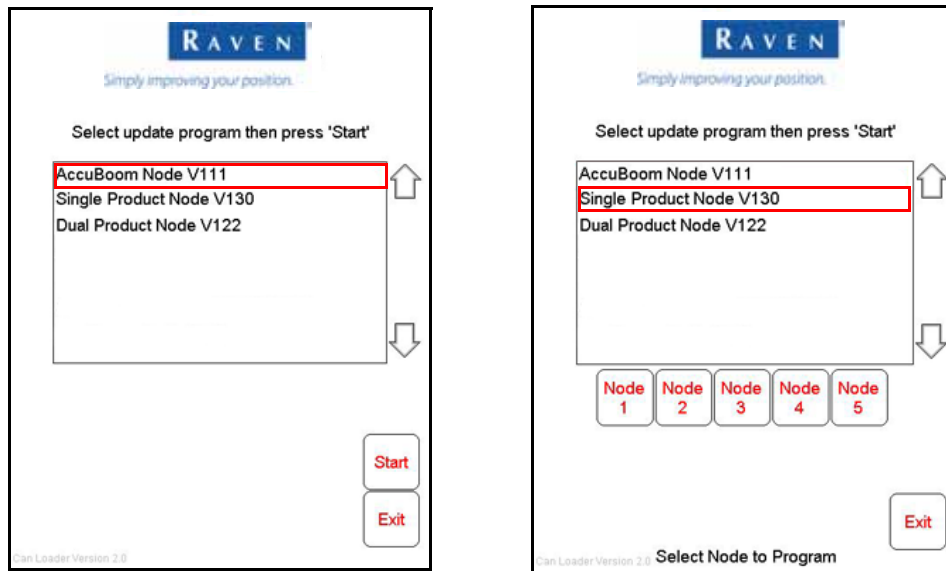 RAVEN
Simply improving your position.
Select update program then press 'Start'
AccuBoom Node V111
Single Product Node V130
Dual Product Node V122
Start
Exit
Can Loader Version 2.0
RAVEN
Simply improving your position.
Select update program then press 'Start'
AccuBoom Node V111
Single Product Node V130
Dual Product Node V122
Node 1
Node 2
Node 3
Node 4
Node 5
Exit
Can Loader Version 2.0
Select Node to Program